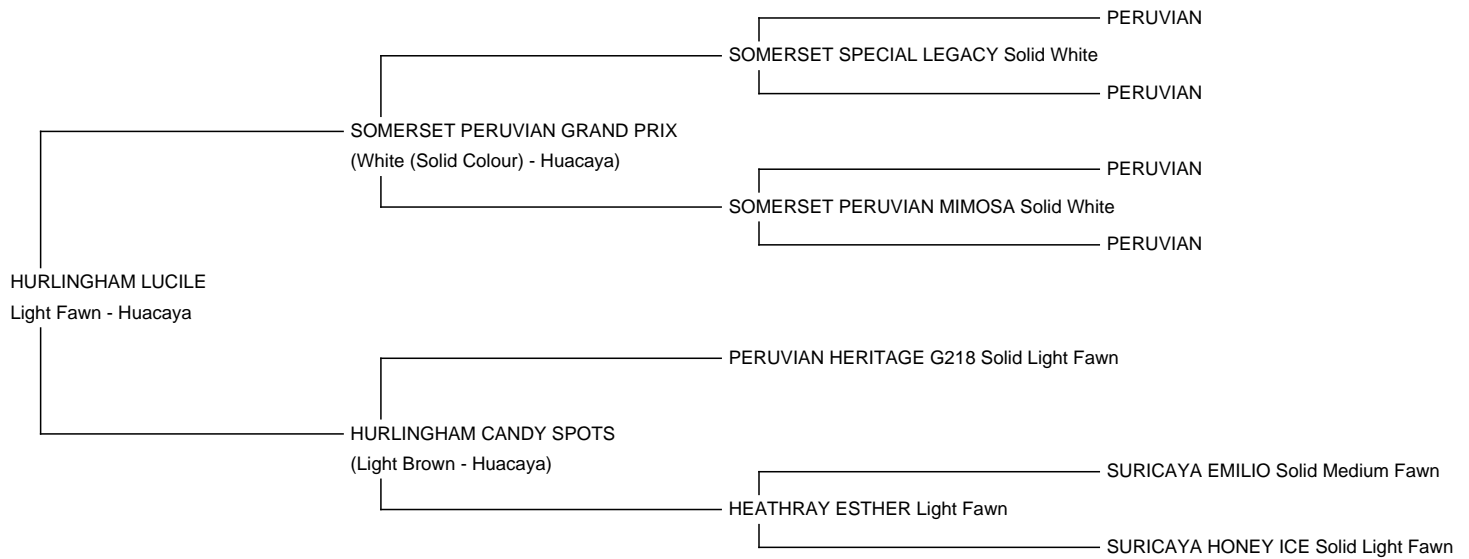 PERUVIAN
SOMERSET SPECIAL LEGACY Solid White
PERUVIAN
SOMERSET PERUVIAN GRAND PRIX
(White (Solid Colour) - Huacaya)
PERUVIAN
SOMERSET PERUVIAN MIMOSA Solid White
PERUVIAN
HURLINGHAM LUCILE
Light Fawn - Huacaya
PERUVIAN HERITAGE G218 Solid Light Fawn
HURLINGHAM CANDY SPOTS
(Light Brown - Huacaya)
SURICAYA EMILIO Solid Medium Fawn
HEATHRAY ESTHER Light Fawn
SURICAYA HONEY ICE Solid Light Fawn